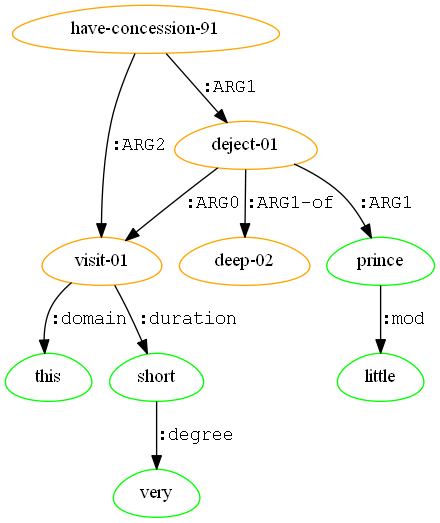 have-concession-91
:ARG1
:ARG2
deject-01
:ARG0
:ARG1-of
:ARG1
visit-01
deep-02
prince
:domain
:duration
:mod
this
short
little
:degree
very